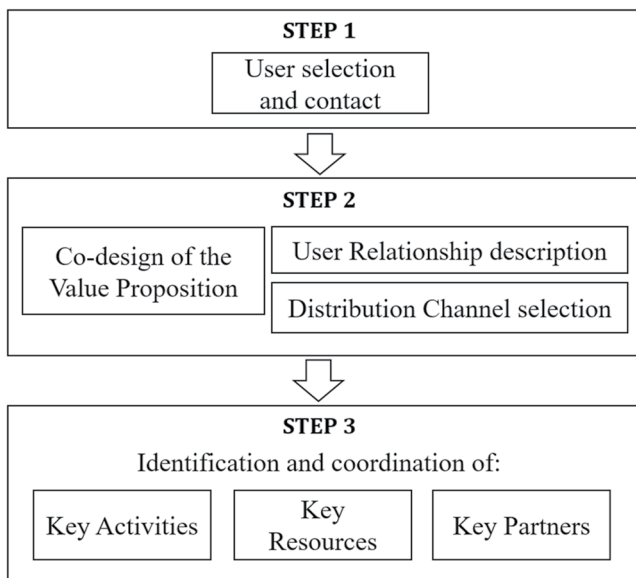 STEP 1
User selection
and contact
STEP 2
Co-design of the
Value Proposition
User Relationship description
Distribution Channel selection
STEP 3
Identification and coordination of:
Key Activities
Key
Resources
Key Partners